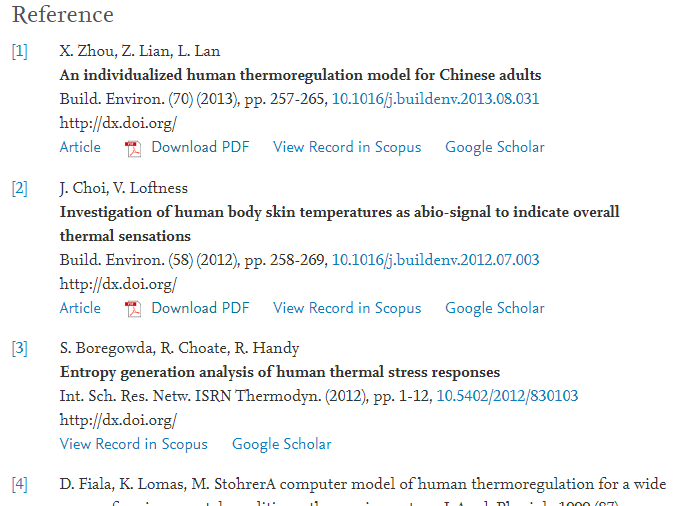 Reference
[1] X. Zhou, Z. Lian, L. Lan
An individualized human thermoregulation model for Chinese adults
Build. Environ. (70) (2013), pp. 257-265, 10.1016/j.buildenv.2013.08.031
http://dx.doi.org/
Article Download PDF View Record in Scopus Google Scholar
[2] J. Choi, V. Loftness
Investigation of human body skin temperatures as abio-signal to indicate overall
thermal sensations
Build. Environ. (58) (2012), pp. 258-269, 10.1016/j.buildenv.2012.07.003
http://dx.doi.org/
Article Download PDF View Record in Scopus Google Scholar
[3] S. Boregowda, R. Choate, R. Handy
Entropy generation analysis of human thermal stress responses
Int. Sch. Res. Netw. ISRN Thermodyn. (2012), pp. 1-12, 10.5402/2012/830103
http://dx.doi.org/
View Record in Scopus Google Scholar
[4] D. Fiala, K. Lomas, M. StohrerA computer model of human thermoregulation for a wide